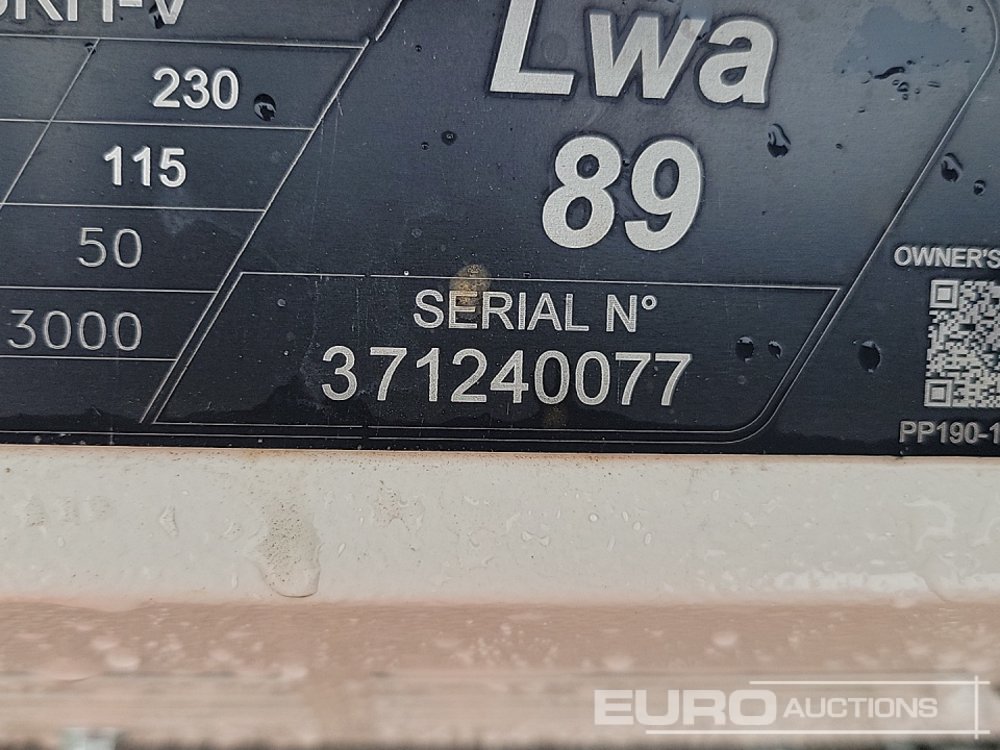 230
115
50
3000
Lwa
89
SERIAL N°
371240077
OWNER'S
PP190-1
EURO AUCTIONS